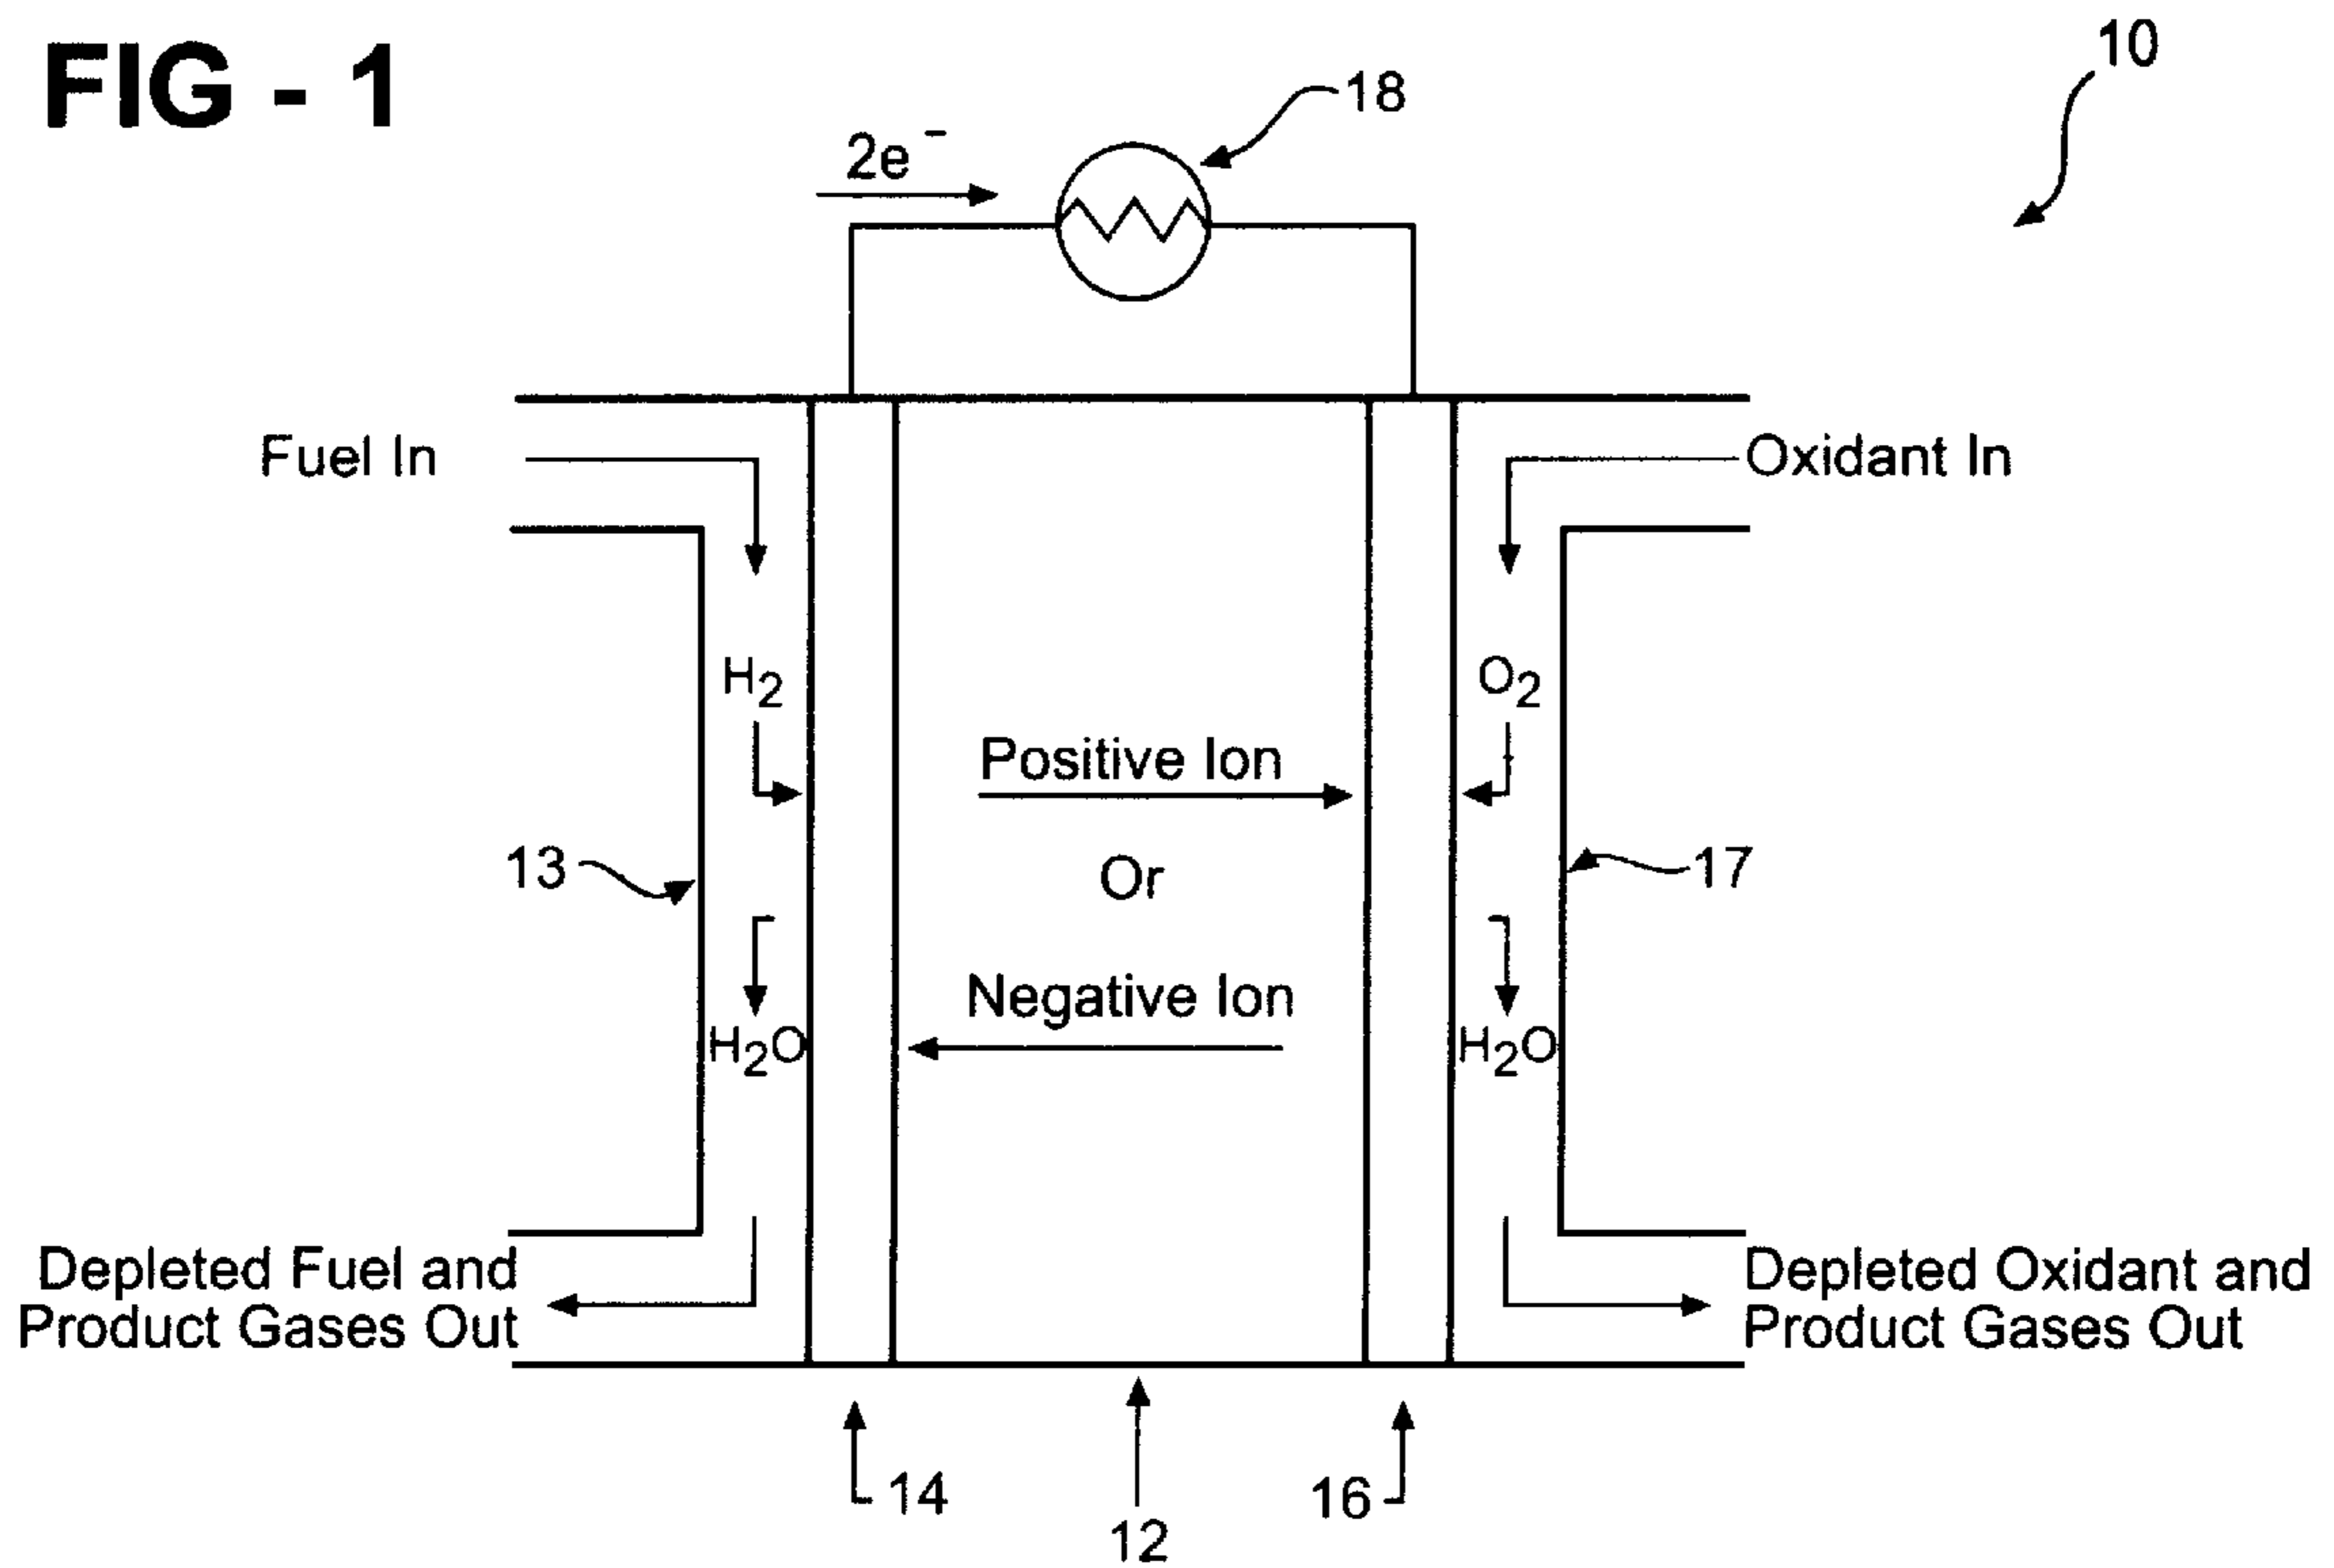 FIG - 1
10
18
2e⁻
Fuel In
Oxidant In
H₂
O₂
Positive Ion
13
Or
17
Negative Ion
H₂O
H₂O
Depleted Fuel and
Product Gases Out
Depleted Oxidant and
Product Gases Out
14
12
16